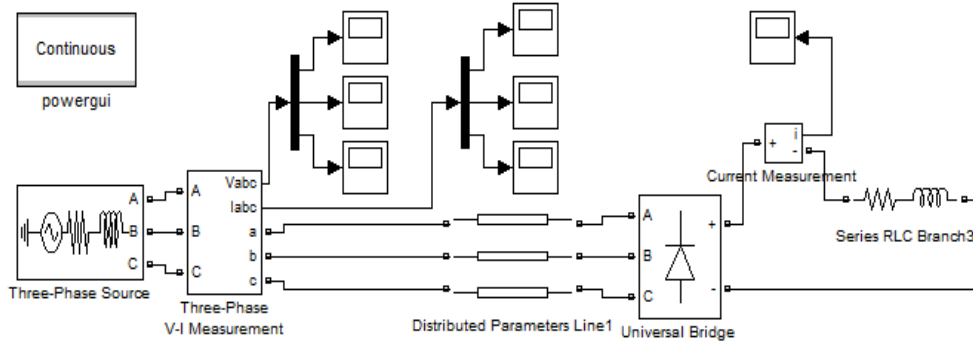 Continuous
powergui
A
B
C
Three-Phase Source
A
B
C
Vabc
Iabc
a
b
c
Three-Phase
V-I Measurement
Distributed Parameters Line1
A
B
C
+
-
Universal Bridge
+
i
-
Current Measurement
Series RLC Branch3